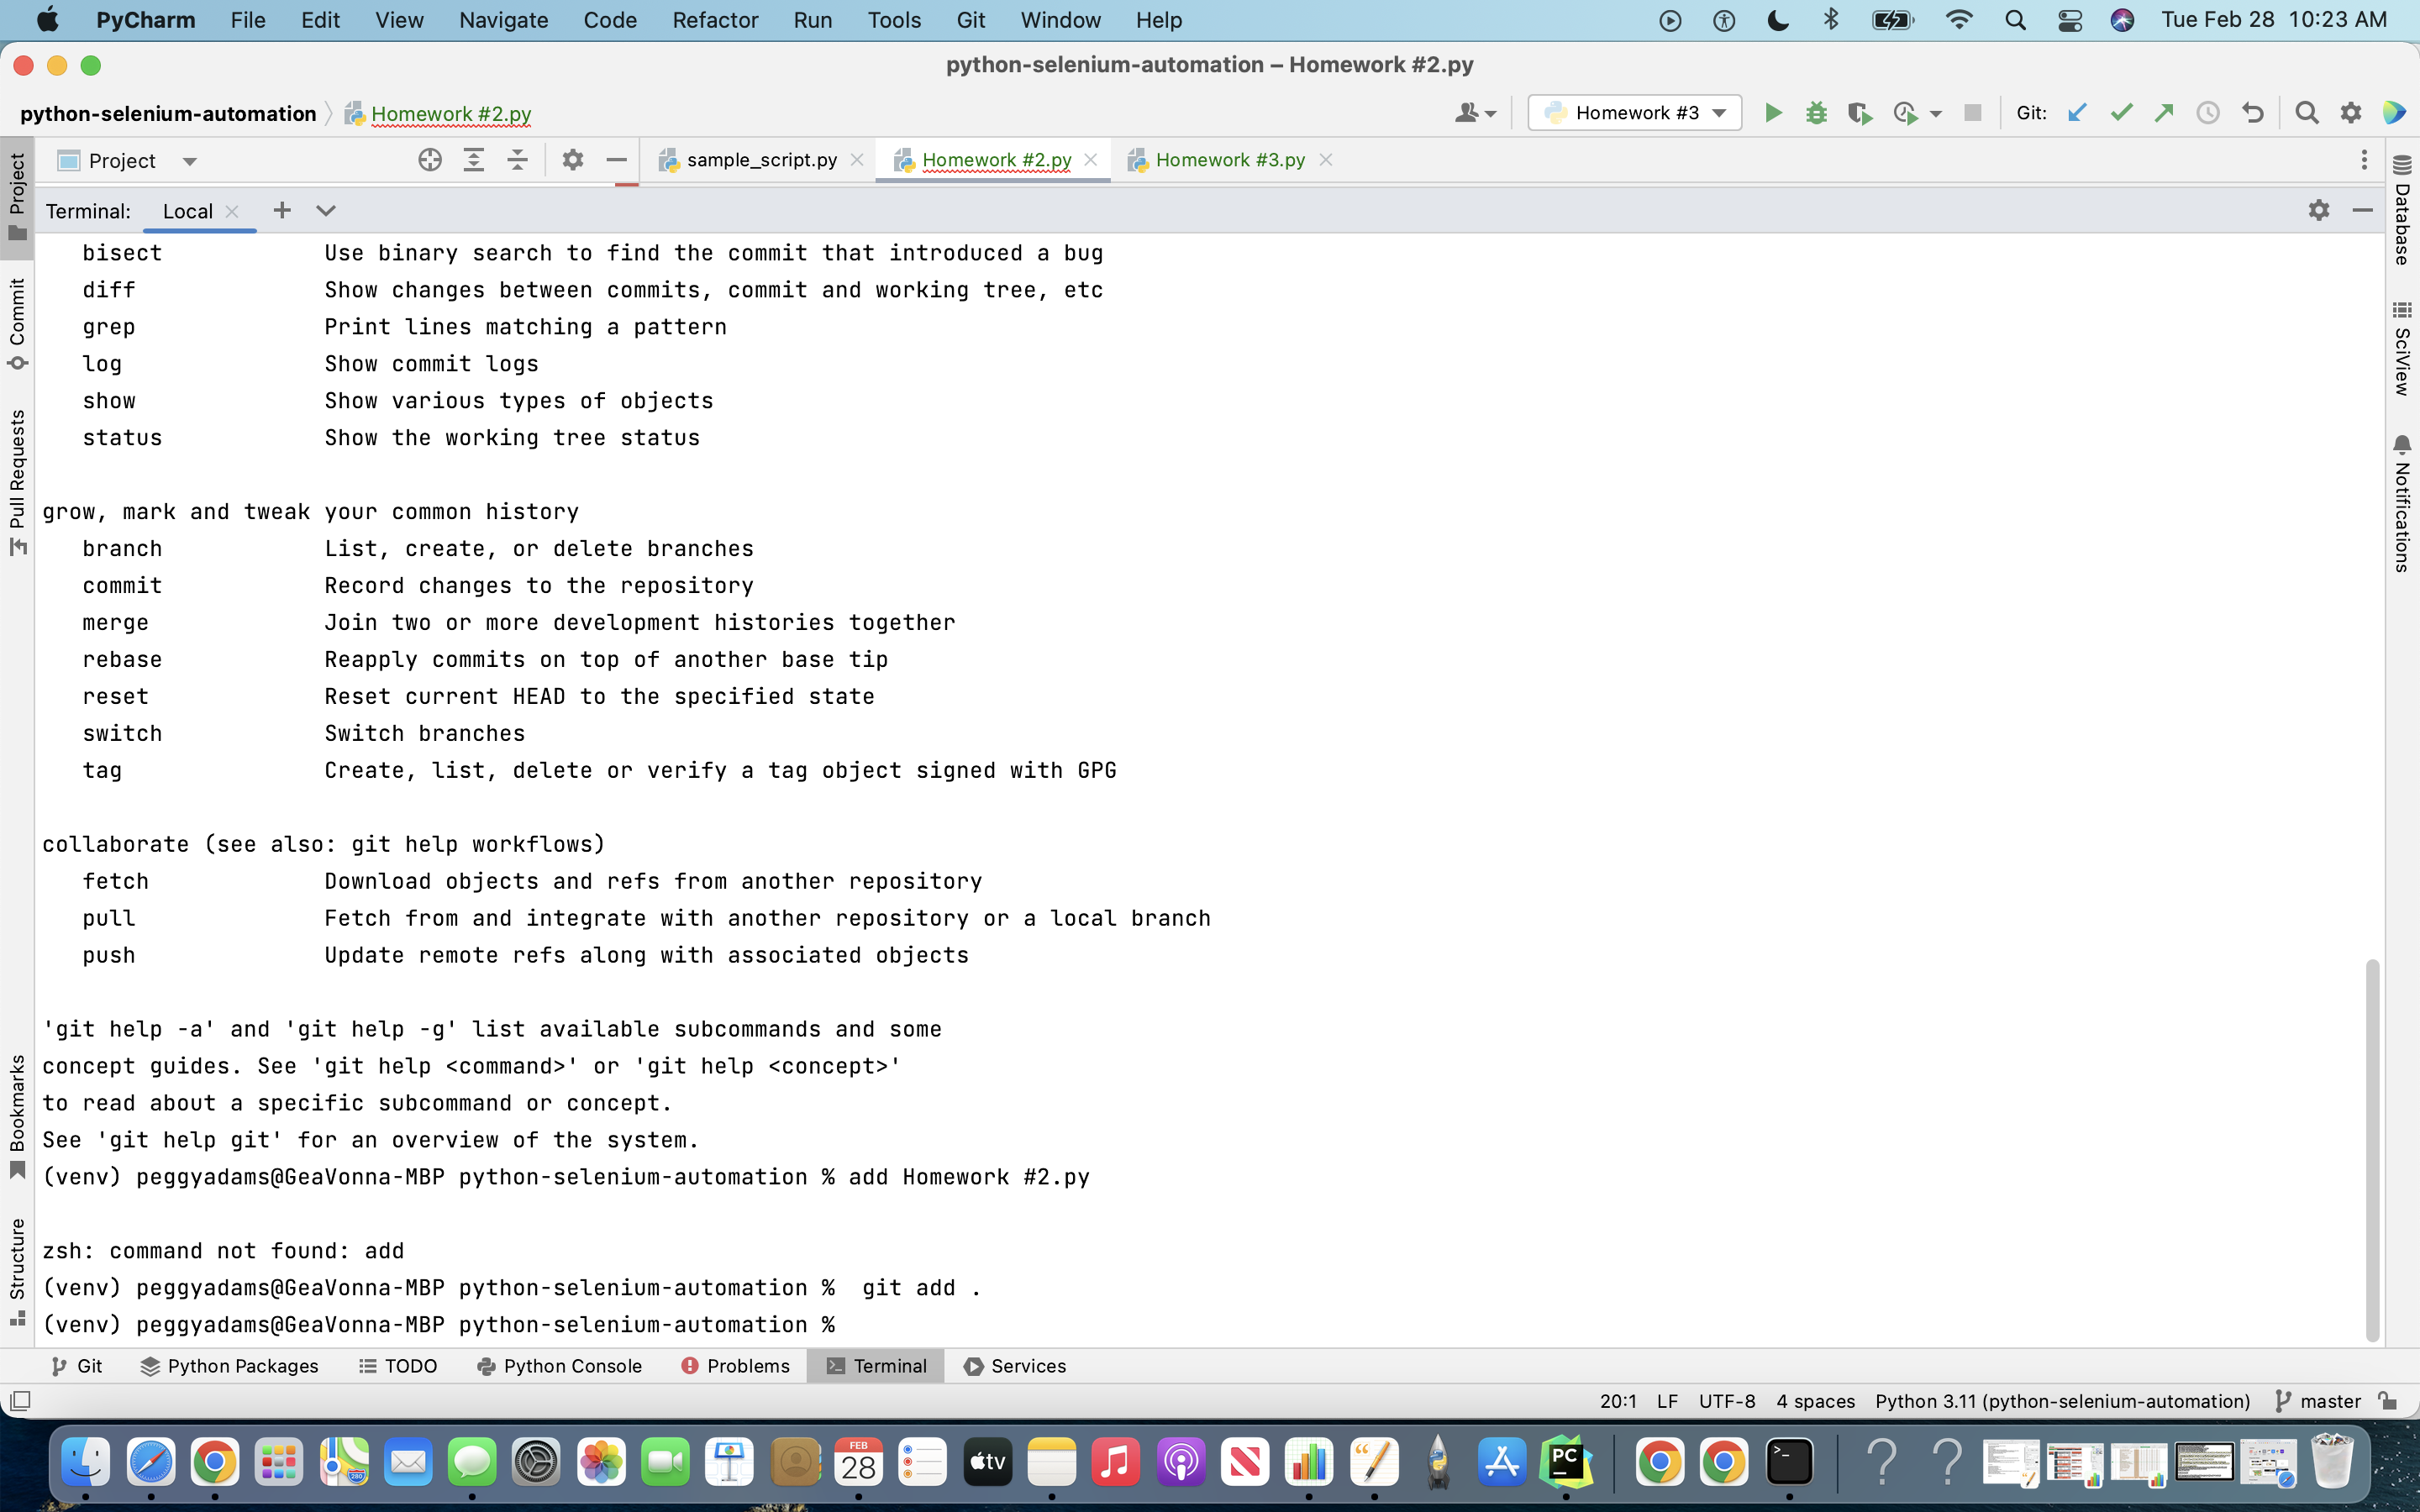 PyCharm File Edit View Navigate Code Refactor Run Tools Git Window Help Tue Feb 28 10:23 AM
python-selenium-automation – Homework #2.py
python-selenium-automation Homework #2.py Homework #3 Git:
Project sample_script.py Homework #2.py Homework #3.py
Terminal: Local
bisect Use binary search to find the commit that introduced a bug
diff Show changes between commits, commit and working tree, etc
grep Print lines matching a pattern
log Show commit logs
show Show various types of objects
status Show the working tree status
grow, mark and tweak your common history
branch List, create, or delete branches
commit Record changes to the repository
merge Join two or more development histories together
rebase Reapply commits on top of another base tip
reset Reset current HEAD to the specified state
switch Switch branches
tag Create, list, delete or verify a tag object signed with GPG
collaborate (see also: git help workflows)
fetch Download objects and refs from another repository
pull Fetch from and integrate with another repository or a local branch
push Update remote refs along with associated objects
'git help -a' and 'git help -g' list available subcommands and some
concept guides. See 'git help <command>' or 'git help <concept>'
to read about a specific subcommand or concept.
See 'git help git' for an overview of the system.
(venv) peggyadams@GeaVonna-MBP python-selenium-automation % add Homework #2.py
zsh: command not found: add
(venv) peggyadams@GeaVonna-MBP python-selenium-automation %  git add .
(venv) peggyadams@GeaVonna-MBP python-selenium-automation %
Project
Commit
Pull Requests
Bookmarks
Structure
Database
SciView
Notifications
Git Python Packages TODO Python Console Problems Terminal Services
20:1 LF UTF-8 4 spaces Python 3.11 (python-selenium-automation) master
280
FEB
28
tv
PC